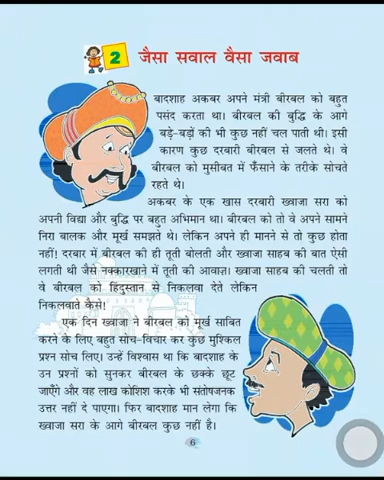 2 जैसा सवाल वैसा जवाब
बादशाह अकबर अपने मंत्री बीरबल को बहुत
पसंद करता था। बीरबल की बुद्धि के आगे
बड़े-बड़ों की भी कुछ नहीं चल पाती थी। इसी
कारण कुछ दरबारी बीरबल से जलते थे। वे
बीरबल को मुसीबत में फँसाने के तरीके सोचते
रहते थे।
अकबर के एक खास दरबारी ख्वाजा सरा को
अपनी विद्या और बुद्धि पर बहुत अभिमान था। बीरबल को तो वे अपने सामने
निरा बालक और मूर्ख समझते थे। लेकिन अपने ही मानने से तो कुछ होता
नहीं! दरबार में बीरबल की ही तूती बोलती और ख्वाजा साहब की बात ऐसी
लगती थी जैसे नक्कारखाने में तूती की आवाज़। ख्वाजा साहब की चलती तो
वे बीरबल को हिंदुस्तान से निकलवा देते लेकिन
निकलवाते कैसे!
एक दिन ख्वाजा ने बीरबल को मूर्ख साबित
करने के लिए बहुत सोच-विचार कर कुछ मुश्किल
प्रश्न सोच लिए। उन्हें विश्वास था कि बादशाह के
उन प्रश्नों को सुनकर बीरबल के छक्के छूट
जाएँगे और वह लाख कोशिश करके भी संतोषजनक
उत्तर नहीं दे पाएगा। फिर बादशाह मान लेगा कि
ख्वाजा सरा के आगे बीरबल कुछ नहीं है।
6